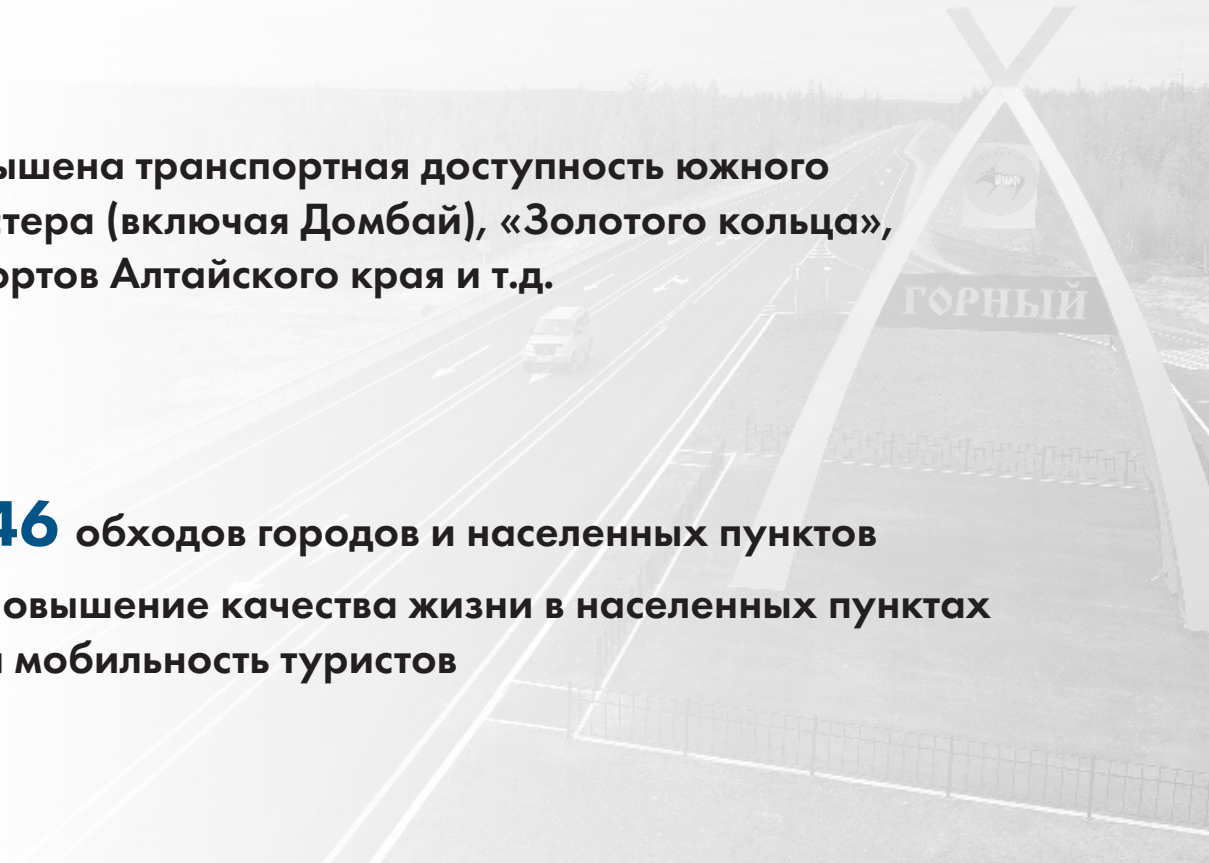 ышена транспортная доступность южного
тера (включая Домбай), «Золотого кольца»,
ортов Алтайского края и т.д.
ГОРНЫЙ
46 обходов городов и населенных пунктов
овышение качества жизни в населенных пунктах
мобильность туристов